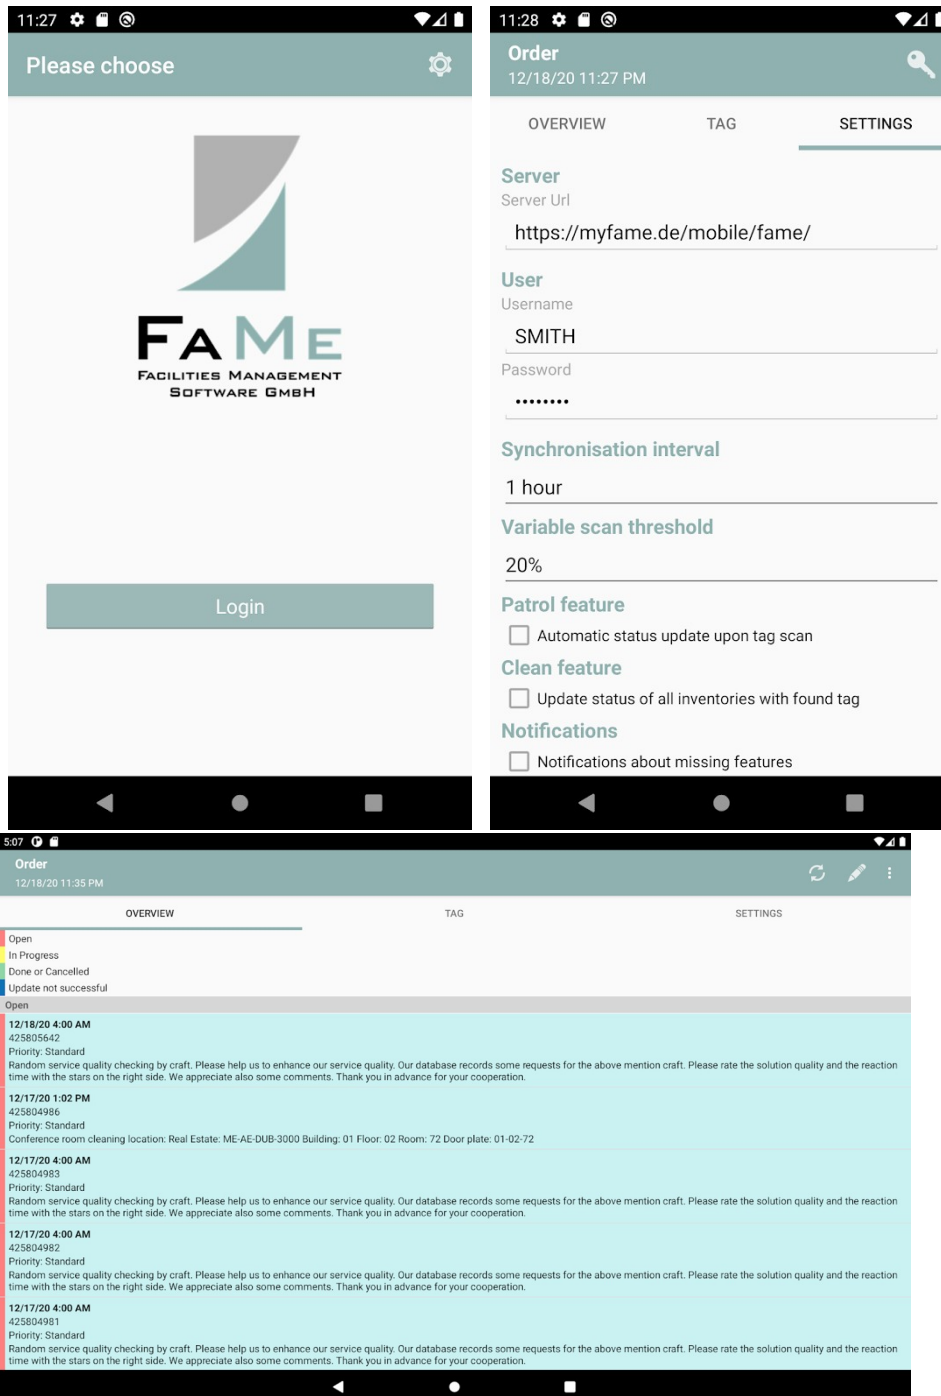 11:27
Please choose
FAME
FACILITIES MANAGEMENT
SOFTWARE GMBH
Login
11:28
Order
12/18/20 11:27 PM
OVERVIEW TAG SETTINGS
Server
Server Url
https://myfame.de/mobile/fame/
User
Username
SMITH
Password
••••••••
Synchronisation interval
1 hour
Variable scan threshold
20%
Patrol feature
Automatic status update upon tag scan
Clean feature
Update status of all inventories with found tag
Notifications
Notifications about missing features
5:07
Order
12/18/20 11:35 PM
OVERVIEW TAG SETTINGS
Open
In Progress
Done or Cancelled
Update not successful
Open
12/18/20 4:00 AM
425805642
Priority: Standard
Random service quality checking by craft. Please help us to enhance our service quality. Our database records some requests for the above mention craft. Please rate the solution quality and the reaction
time with the stars on the right side. We appreciate also some comments. Thank you in advance for your cooperation.
12/17/20 1:02 PM
425804986
Priority: Standard
Conference room cleaning location: Real Estate: ME-AE-DUB-3000 Building: 01 Floor: 02 Room: 72 Door plate: 01-02-72
12/17/20 4:00 AM
425804983
Priority: Standard
Random service quality checking by craft. Please help us to enhance our service quality. Our database records some requests for the above mention craft. Please rate the solution quality and the reaction
time with the stars on the right side. We appreciate also some comments. Thank you in advance for your cooperation.
12/17/20 4:00 AM
425804982
Priority: Standard
Random service quality checking by craft. Please help us to enhance our service quality. Our database records some requests for the above mention craft. Please rate the solution quality and the reaction
time with the stars on the right side. We appreciate also some comments. Thank you in advance for your cooperation.
12/17/20 4:00 AM
425804981
Priority: Standard
Random service quality checking by craft. Please help us to enhance our service quality. Our database records some requests for the above mention craft. Please rate the solution quality and the reaction
time with the stars on the right side. We appreciate also some comments. Thank you in advance for your cooperation.